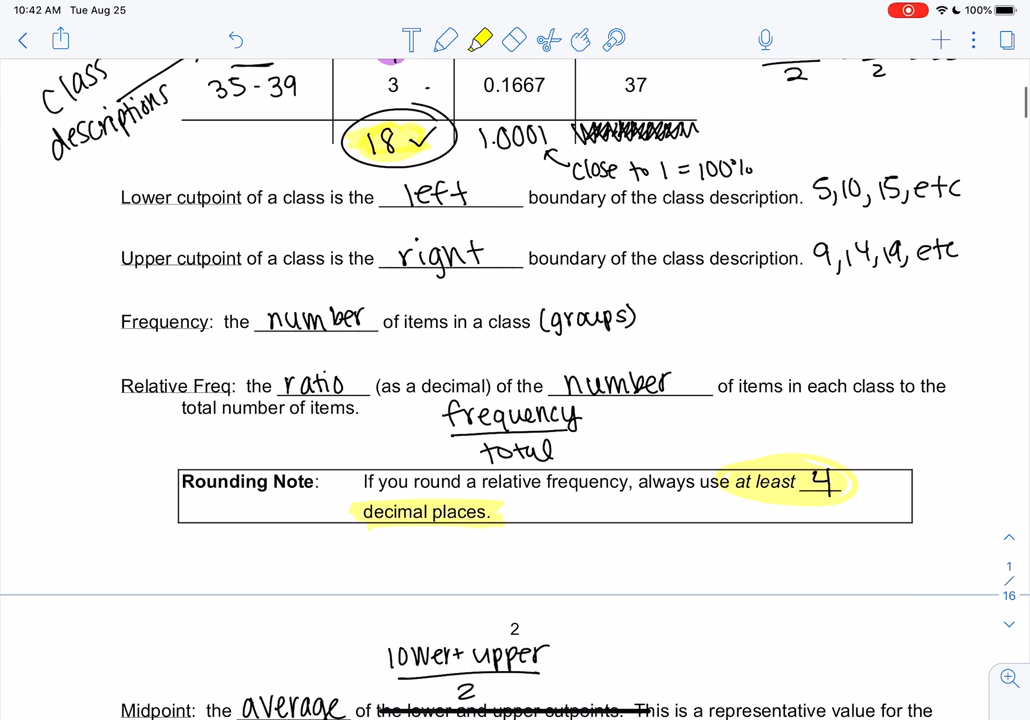 10:42 AM Tue Aug 25
100%
T
2
2
class
descriptions
35-39
3 -
0.1667
37
18 ✓
1.0001
close to 1 = 100%
Lower cutpoint of a class is the left boundary of the class description. 5, 10, 15, etc
Upper cutpoint of a class is the right boundary of the class description. 9, 14, 19, etc
Frequency: the number of items in a class (groups)
Relative Freq: the ratio (as a decimal) of the number of items in each class to the
total number of items.
frequency
total
Rounding Note: If you round a relative frequency, always use at least 4
decimal places.
1
/
16
2
lower + upper
2
Midpoint: the average of the lower and upper cutpoints. This is a representative value for the